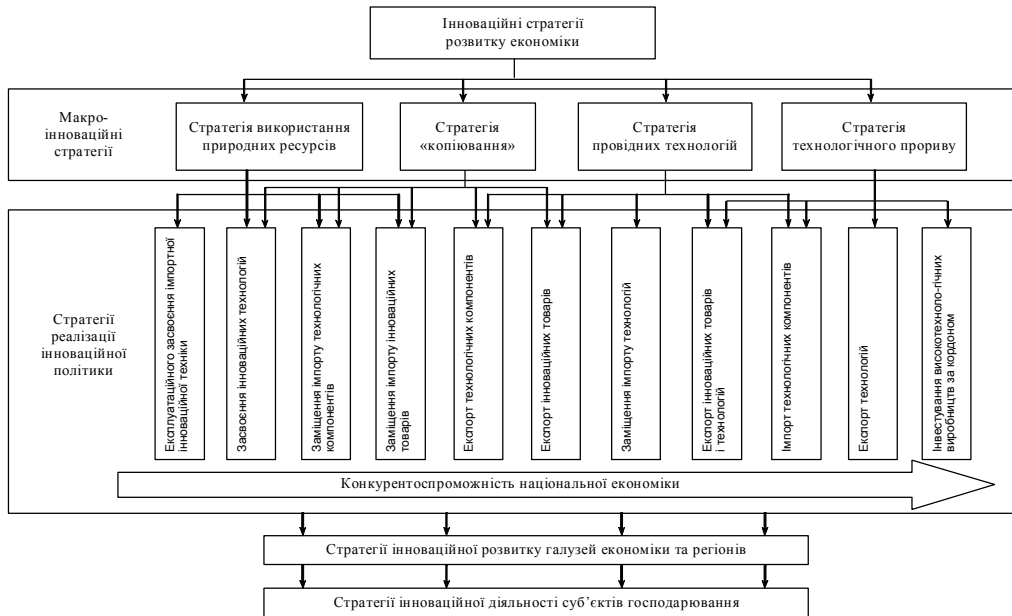 Інноваційні стратегії
розвитку економіки
Макро-
інноваційні
стратегії
Стратегія використання
природних ресурсів
Стратегія
«копіювання»
Стратегія
провідних технологій
Стратегія
технологічного прориву
Стратегії
реалізації
інноваційної
політики
Експлуатаційного засвоєння імпортної
інноваційної техніки
Засвоєння інноваційних технологій
Заміщення імпорту технологічних
компонентів
Заміщення імпорту інноваційних
товарів
Експорт технологічних компонентів
Експорт інноваційних товарів
Заміщення імпорту технологій
Експорт інноваційних товарів
і технологій
Імпорт технологічних компонентів
Експорт технологій
Інвестування високотехноло-гічних
виробництв за кордоном
Конкурентоспроможність національної економіки
Стратегії інноваційної розвитку галузей економіки та регіонів
Стратегії інноваційної діяльності суб’єктів господарювання